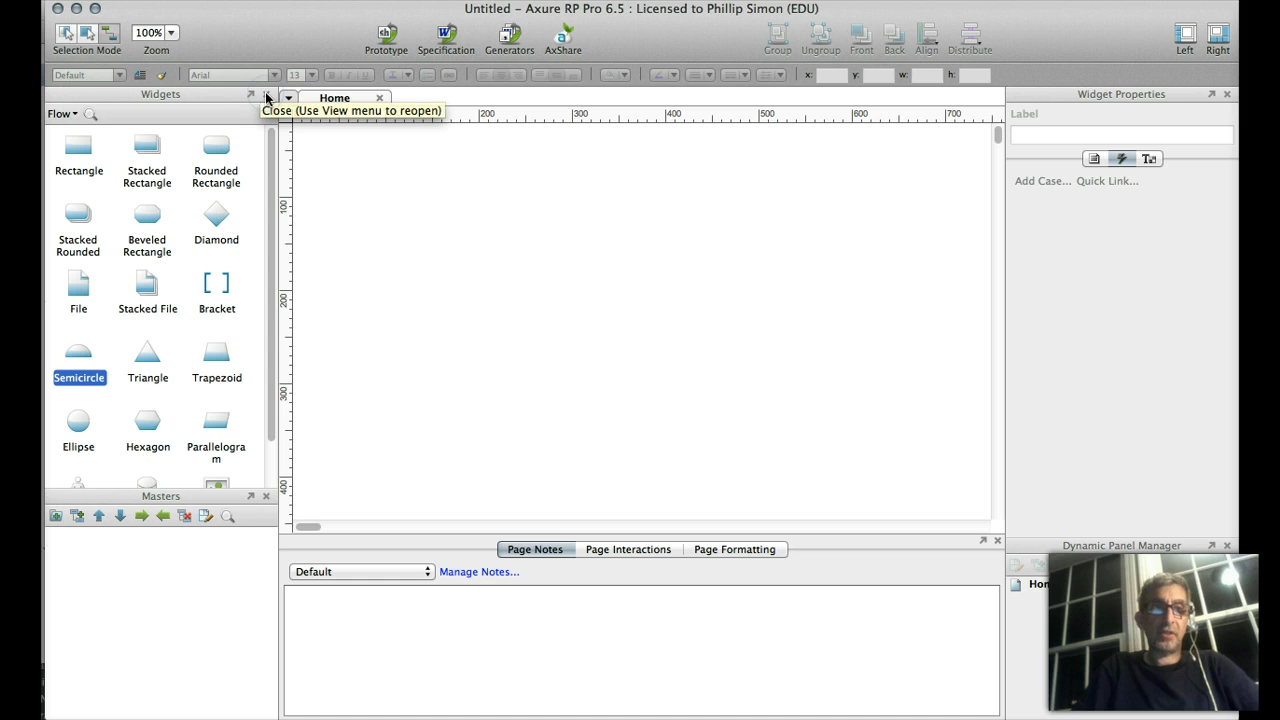 Untitled - Axure RP Pro 6.5 : Licensed to Phillip Simon (EDU)
100%
Selection Mode
Zoom
Prototype
Specification
Generators
AxShare
Group
Ungroup
Front
Back
Align
Distribute
Left
Right
Default
Arial
13
B
I
U
x:
y:
w:
h:
Widgets
Home
Widget Properties
Close (Use View menu to reopen)
Flow
200
300
400
500
600
700
Label
Rectangle
Stacked
Rectangle
Rounded
Rectangle
Add Case... Quick Link...
Stacked
Rounded
Beveled
Rectangle
Diamond
100
200
300
400
File
Stacked File
Bracket
Semicircle
Triangle
Trapezoid
Ellipse
Hexagon
Parallelogra
m
Masters
Page Notes
Page Interactions
Page Formatting
Default
Manage Notes...
Dynamic Panel Manager